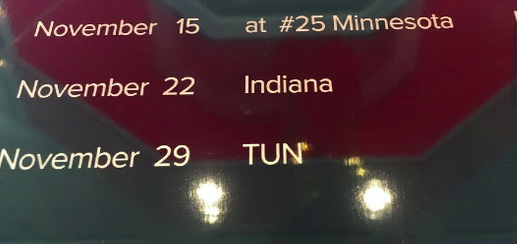 November 15 at #25 Minnesota
November 22 Indiana
November 29 TUN